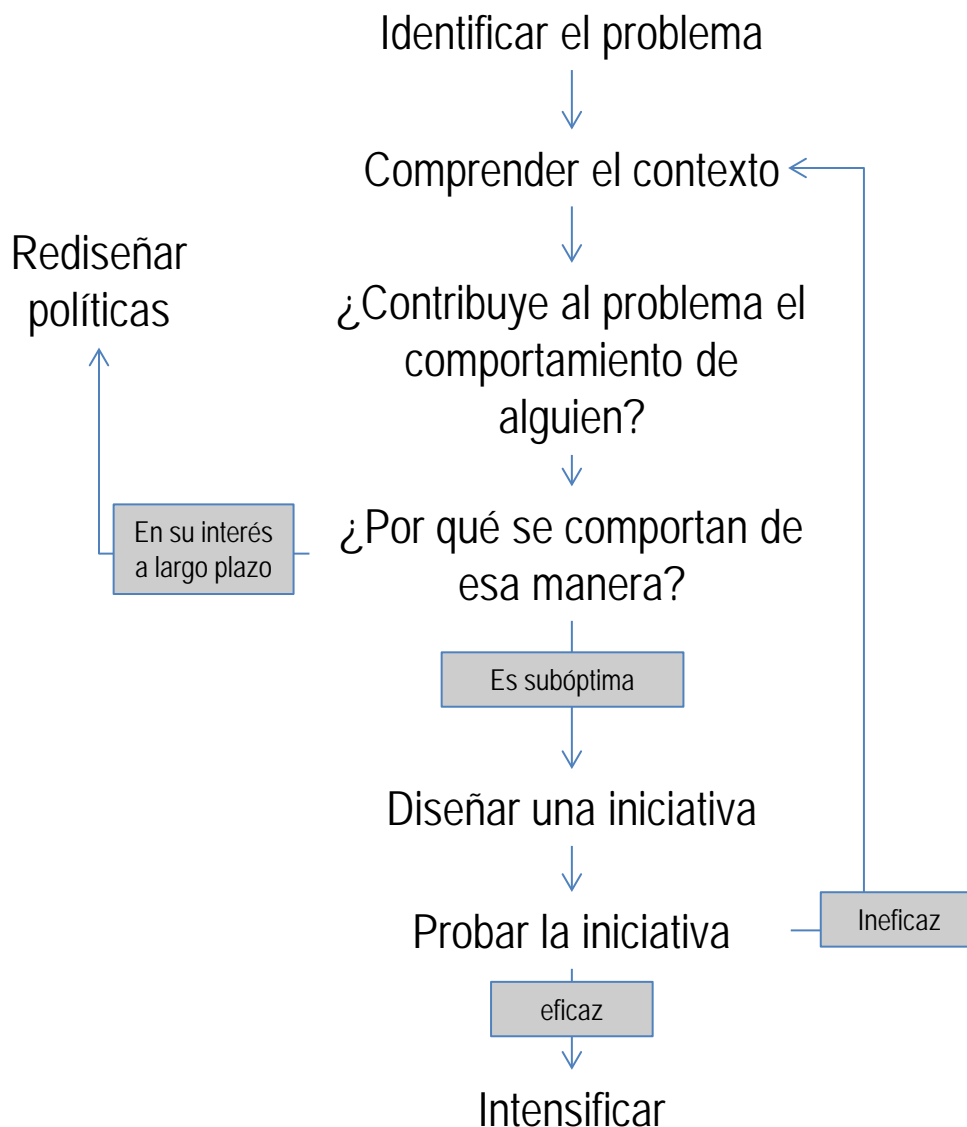 Identificar el problema
Comprender el contexto
Rediseñar
políticas
¿Contribuye al problema el
comportamiento de
alguien?
En su interés
a largo plazo
¿Por qué se comportan de
esa manera?
Es subóptima
Diseñar una iniciativa
Probar la iniciativa
Ineficaz
eficaz
Intensificar